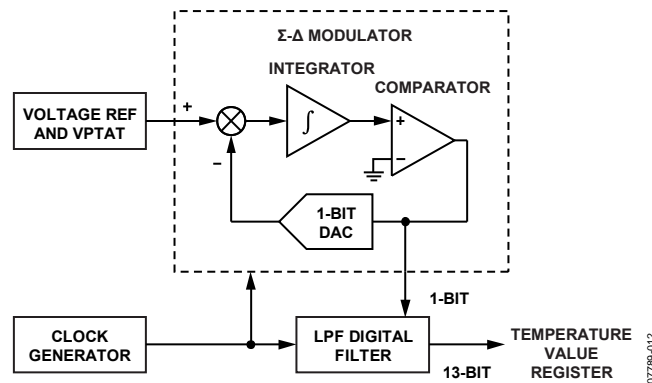 Σ-Δ MODULATOR
INTEGRATOR
COMPARATOR
VOLTAGE REF
AND VPTAT
+
−
∫
+
−
1-BIT
DAC
1-BIT
CLOCK
GENERATOR
LPF DIGITAL
FILTER
13-BIT
TEMPERATURE
VALUE
REGISTER
07789-012